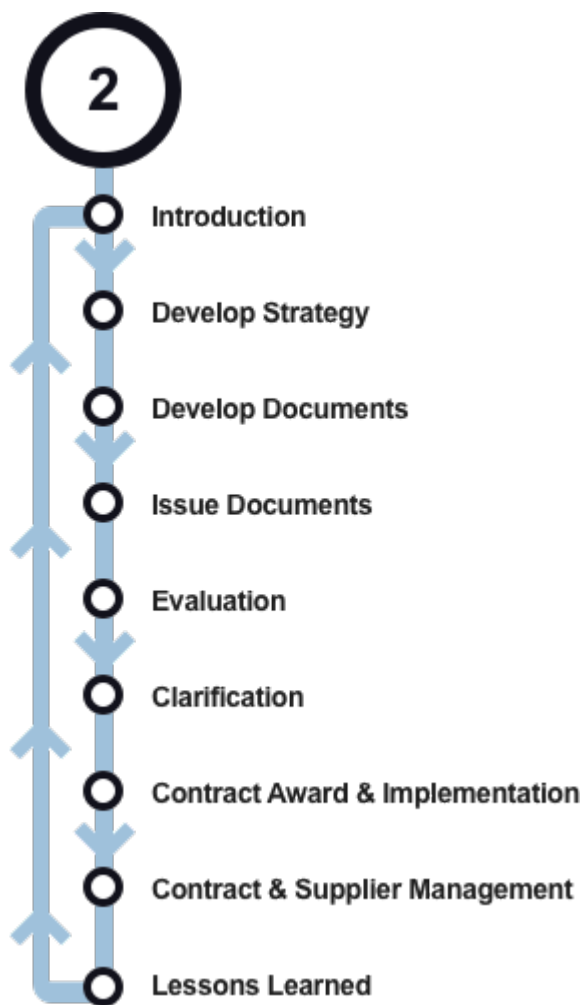 2
Introduction
Develop Strategy
Develop Documents
Issue Documents
Evaluation
Clarification
Contract Award & Implementation
Contract & Supplier Management
Lessons Learned